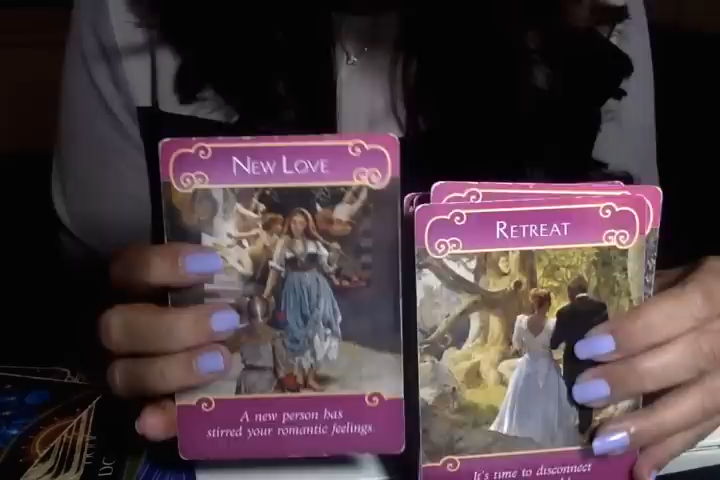 NEW LOVE
A new person has
stirred your romantic feelings.
RETREAT
It's time to disconnect